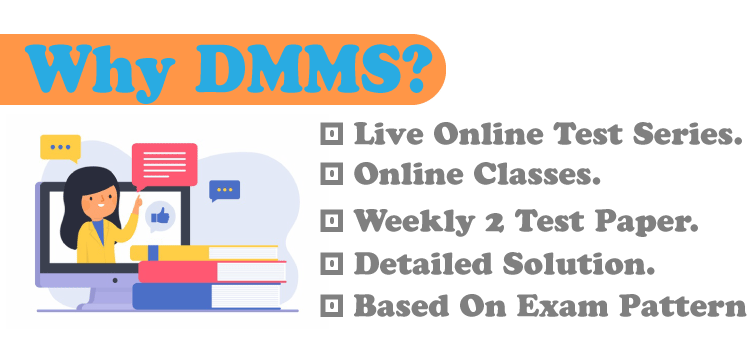 Why DMMS?
Live Online Test Series.
Online Classes.
Weekly 2 Test Paper.
Detailed Solution.
Based On Exam Pattern